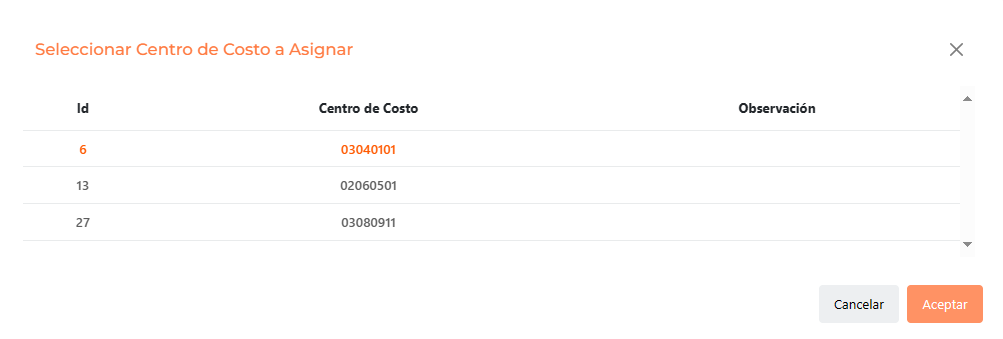 Seleccionar Centro de Costo a Asignar
Id Centro de Costo Observación
6 03040101
13 02060501
27 03080911
Cancelar Aceptar